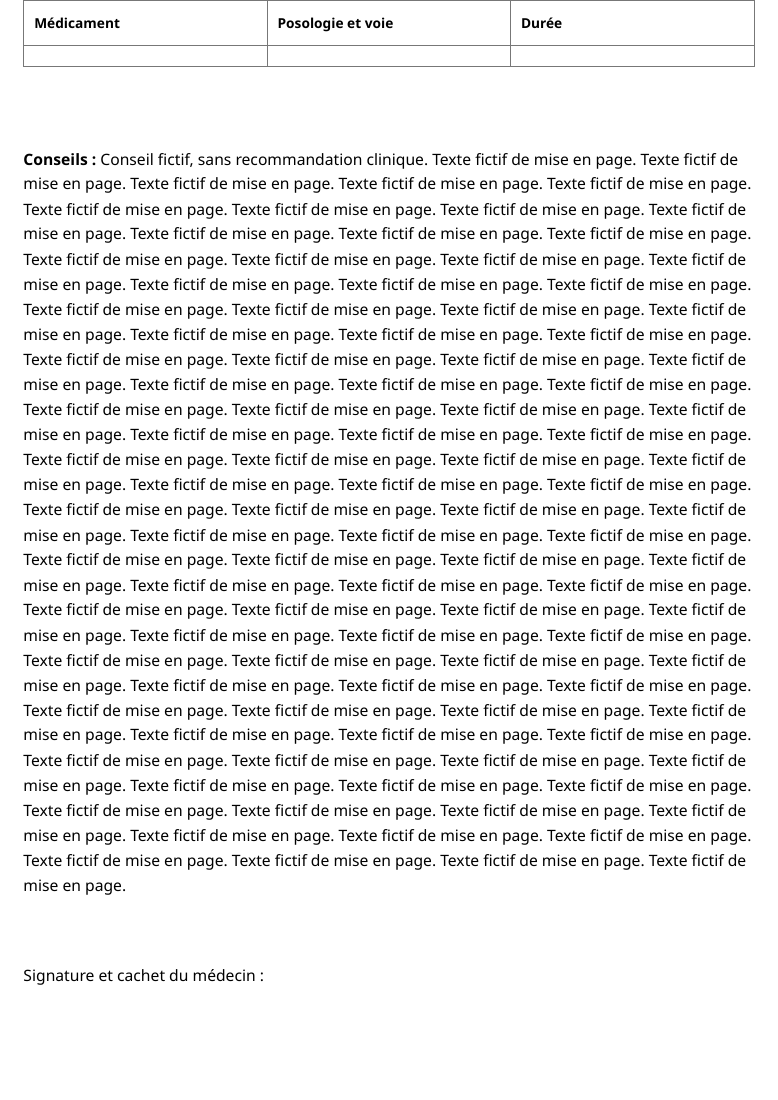 Médicament Posologie et voie Durée
Conseils : Conseil fictif, sans recommandation clinique. Texte fictif de mise en page. Texte fictif de
mise en page. Texte fictif de mise en page. Texte fictif de mise en page. Texte fictif de mise en page.
Texte fictif de mise en page. Texte fictif de mise en page. Texte fictif de mise en page. Texte fictif de
mise en page. Texte fictif de mise en page. Texte fictif de mise en page. Texte fictif de mise en page.
Texte fictif de mise en page. Texte fictif de mise en page. Texte fictif de mise en page. Texte fictif de
mise en page. Texte fictif de mise en page. Texte fictif de mise en page. Texte fictif de mise en page.
Texte fictif de mise en page. Texte fictif de mise en page. Texte fictif de mise en page. Texte fictif de
mise en page. Texte fictif de mise en page. Texte fictif de mise en page. Texte fictif de mise en page.
Texte fictif de mise en page. Texte fictif de mise en page. Texte fictif de mise en page. Texte fictif de
mise en page. Texte fictif de mise en page. Texte fictif de mise en page. Texte fictif de mise en page.
Texte fictif de mise en page. Texte fictif de mise en page. Texte fictif de mise en page. Texte fictif de
mise en page. Texte fictif de mise en page. Texte fictif de mise en page. Texte fictif de mise en page.
Texte fictif de mise en page. Texte fictif de mise en page. Texte fictif de mise en page. Texte fictif de
mise en page. Texte fictif de mise en page. Texte fictif de mise en page. Texte fictif de mise en page.
Texte fictif de mise en page. Texte fictif de mise en page. Texte fictif de mise en page. Texte fictif de
mise en page. Texte fictif de mise en page. Texte fictif de mise en page. Texte fictif de mise en page.
Texte fictif de mise en page. Texte fictif de mise en page. Texte fictif de mise en page. Texte fictif de
mise en page. Texte fictif de mise en page. Texte fictif de mise en page. Texte fictif de mise en page.
Texte fictif de mise en page. Texte fictif de mise en page. Texte fictif de mise en page. Texte fictif de
mise en page. Texte fictif de mise en page. Texte fictif de mise en page. Texte fictif de mise en page.
Texte fictif de mise en page. Texte fictif de mise en page. Texte fictif de mise en page. Texte fictif de
mise en page. Texte fictif de mise en page. Texte fictif de mise en page. Texte fictif de mise en page.
Texte fictif de mise en page. Texte fictif de mise en page. Texte fictif de mise en page. Texte fictif de
mise en page. Texte fictif de mise en page. Texte fictif de mise en page. Texte fictif de mise en page.
Texte fictif de mise en page. Texte fictif de mise en page. Texte fictif de mise en page. Texte fictif de
mise en page. Texte fictif de mise en page. Texte fictif de mise en page. Texte fictif de mise en page.
Texte fictif de mise en page. Texte fictif de mise en page. Texte fictif de mise en page. Texte fictif de
mise en page. Texte fictif de mise en page. Texte fictif de mise en page. Texte fictif de mise en page.
Texte fictif de mise en page. Texte fictif de mise en page. Texte fictif de mise en page. Texte fictif de
mise en page.
Signature et cachet du médecin :